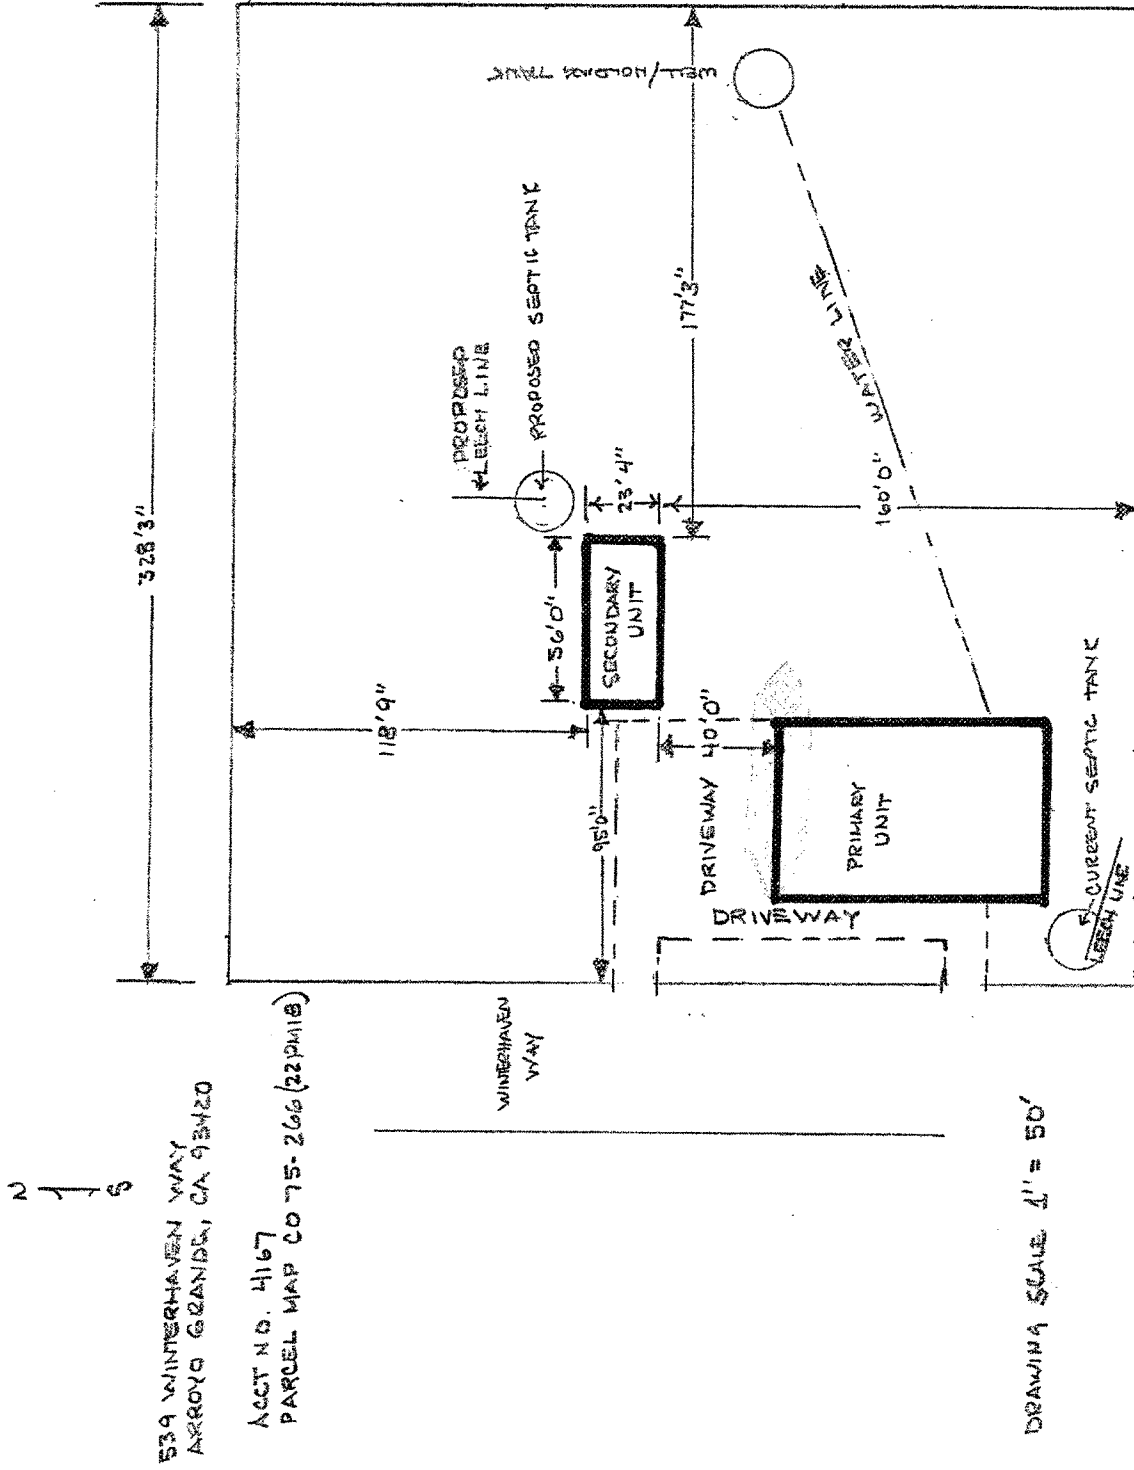 N
S
539 WINTERHAVEN WAY
ARROYO GRANDE, CA 93420
ACCT NO. 4167
PARCEL MAP CO 75-266 (22PM18)
328'3"
118'9"
PROPOSED
LEECH LINE
PROPOSED SEPTIC TANK
WELL/HOLDING TANK
56'0"
23'4"
SECONDARY
UNIT
177'3"
95'0"
WINTERHAVEN
WAY
DRIVEWAY 40'0"
DRIVEWAY
WATER LINE
160'0"
PRIMARY
UNIT
CURRENT SEPTIC TANK
LEECH LINE
DRAWING SCALE 1" = 50'